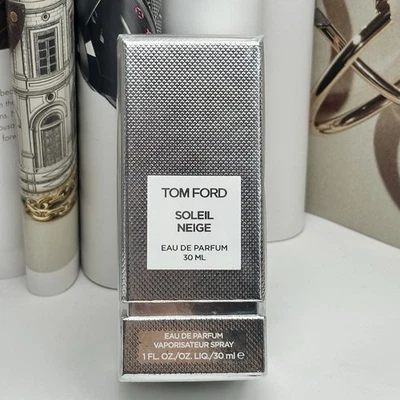 TOM FORD
SOLEIL
NEIGE
EAU DE PARFUM
30 ML
EAU DE PARFUM
VAPORISATEUR SPRAY
1 FL. OZ./OZ. LIQ./30 ml e